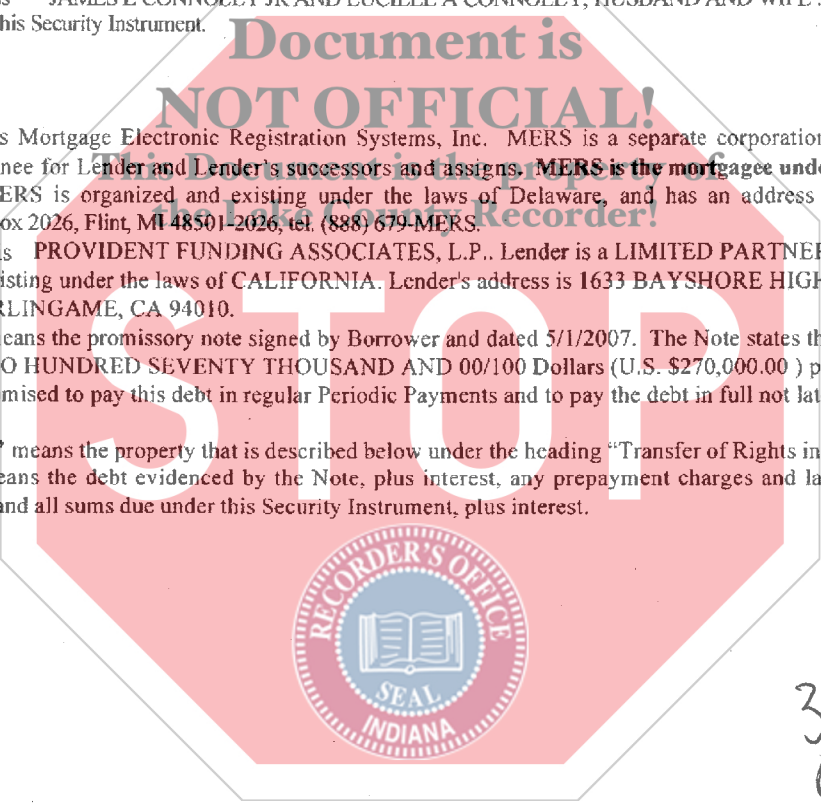 JAMES E CONNOLLEY JR AND LUCILLE A CONNOLLEY, HUSBAND AND WIFE
his Security Instrument.
Document is
NOT OFFICIAL!
s Mortgage Electronic Registration Systems, Inc. MERS is a separate corporation
nee for Lender and Lender's successors and assigns. MERS is the mortgagee und
This Document is the property of
ERS is organized and existing under the laws of Delaware, and has an address
the Lake County Recorder!
ox 2026, Flint, MI 48501-2026, tel. (888) 679-MERS.
s PROVIDENT FUNDING ASSOCIATES, L.P.. Lender is a LIMITED PARTNE
isting under the laws of CALIFORNIA. Lender's address is 1633 BAYSHORE HIGH
RLINGAME, CA 94010.
eans the promissory note signed by Borrower and dated 5/1/2007. The Note states th
O HUNDRED SEVENTY THOUSAND AND 00/100 Dollars (U.S. $270,000.00 ) p
mised to pay this debt in regular Periodic Payments and to pay the debt in full not lat
STOP
" means the property that is described below under the heading "Transfer of Rights in
eans the debt evidenced by the Note, plus interest, any prepayment charges and la
and all sums due under this Security Instrument, plus interest.
RECORDER'S OFFICE
SEAL
INDIANA
3